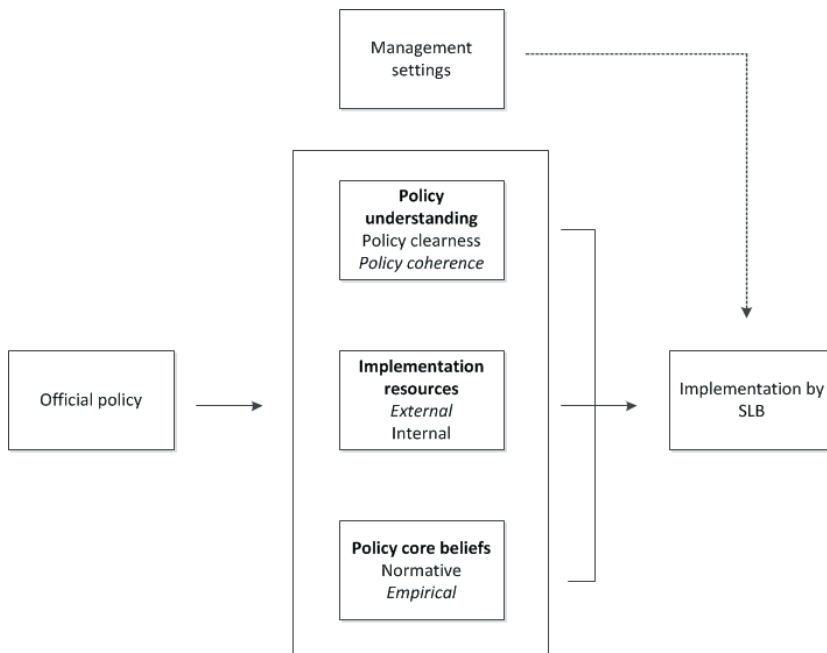 Management
settings
Policy
understanding
Policy clearness
Policy coherence
Official policy
Implementation
resources
External
Internal
Implementation by
SLB
Policy core beliefs
Normative
Empirical